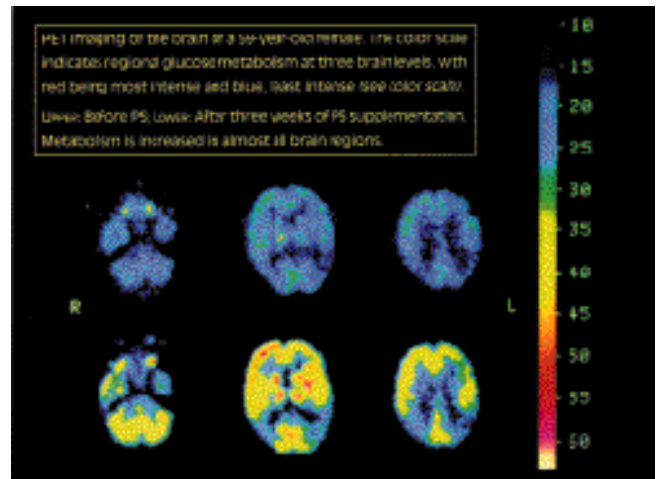 PET imaging of the brain of a 59-year-old female. The color scale
indicates regional glucose metabolism at three brain levels, with
red being most intense and blue, least intense (see color scale).
UPPER: Before PS; LOWER: After three weeks of PS supplementation.
Metabolism is increased in almost all brain regions.
10
15
20
25
30
35
40
45
50
55
60
R
L